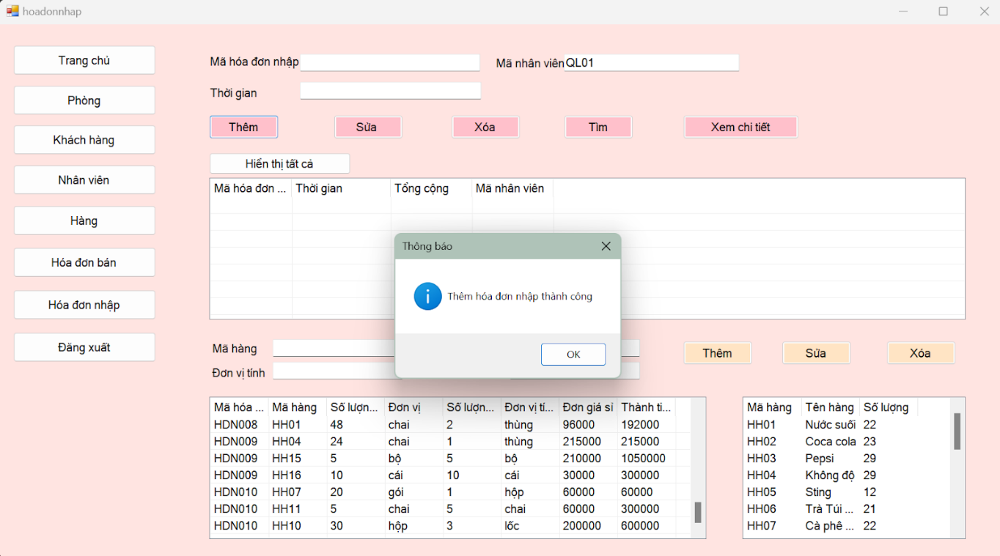 hoadonnhap
Trang chủ
Phòng
Khách hàng
Nhân viên
Hàng
Hóa đơn bán
Hóa đơn nhập
Đăng xuất
Mã hóa đơn nhập
Mã nhân viên QL01
Thời gian
Thêm Sửa Xóa Tìm Xem chi tiết
Hiển thị tất cả
Mã hóa đơn ... Thời gian Tổng cộng Mã nhân viên
Thông báo
Thêm hóa đơn nhập thành công
OK
Mã hàng
Đơn vị tính
Thêm Sửa Xóa
Mã hóa ... Mã hàng Số lượn... Đơn vị Số lượn... Đơn vị tí... Đơn giá sỉ Thành ti...
HDN008 HH01 48 chai 2 thùng 96000 192000
HDN009 HH04 24 chai 1 thùng 215000 215000
HDN009 HH15 5 bộ 5 bộ 210000 1050000
HDN009 HH16 10 cái 10 cái 30000 300000
HDN010 HH07 20 gói 1 hộp 60000 60000
HDN010 HH11 5 chai 5 chai 60000 300000
HDN010 HH10 30 hộp 3 lốc 200000 600000
Mã hàng Tên hàng Số lượng
HH01 Nước suối 22
HH02 Coca cola 23
HH03 Pepsi 29
HH04 Không độ 29
HH05 Sting 12
HH06 Trà Túi ... 21
HH07 Cà phê ... 22